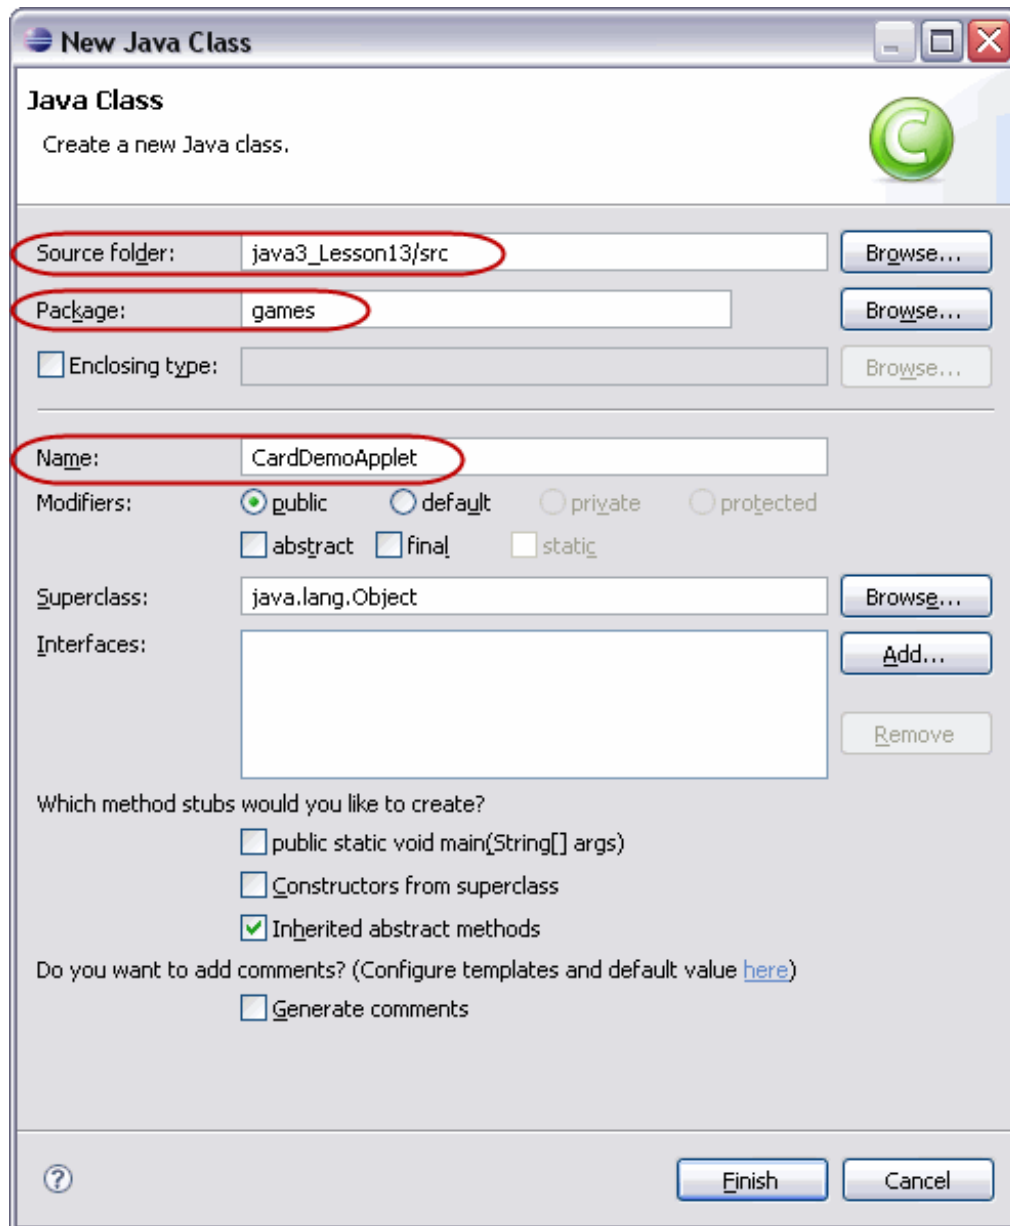 New Java Class
Java Class
Create a new Java class.
C
Source folder: java3_Lesson13/src Browse...
Package: games Browse...
Enclosing type: Browse...
Name: CardDemoApplet
Modifiers: public default private protected
abstract final static
Superclass: java.lang.Object Browse...
Interfaces: Add...
Remove
Which method stubs would you like to create?
public static void main(String[] args)
Constructors from superclass
Inherited abstract methods
Do you want to add comments? (Configure templates and default value here)
Generate comments
? Finish Cancel